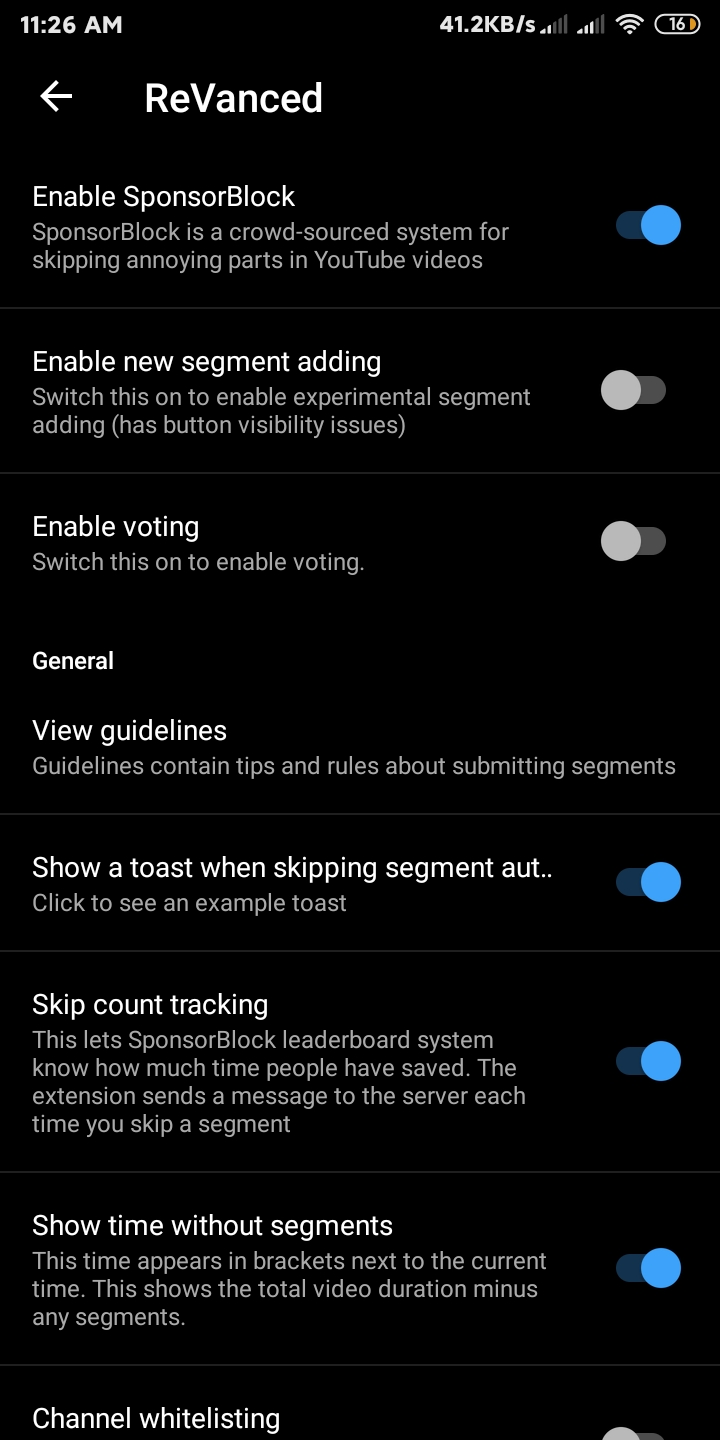 11:26 AM 41.2KB/s 16
ReVanced
Enable SponsorBlock
SponsorBlock is a crowd-sourced system for
skipping annoying parts in YouTube videos
Enable new segment adding
Switch this on to enable experimental segment
adding (has button visibility issues)
Enable voting
Switch this on to enable voting.
General
View guidelines
Guidelines contain tips and rules about submitting segments
Show a toast when skipping segment aut..
Click to see an example toast
Skip count tracking
This lets SponsorBlock leaderboard system
know how much time people have saved. The
extension sends a message to the server each
time you skip a segment
Show time without segments
This time appears in brackets next to the current
time. This shows the total video duration minus
any segments.
Channel whitelisting